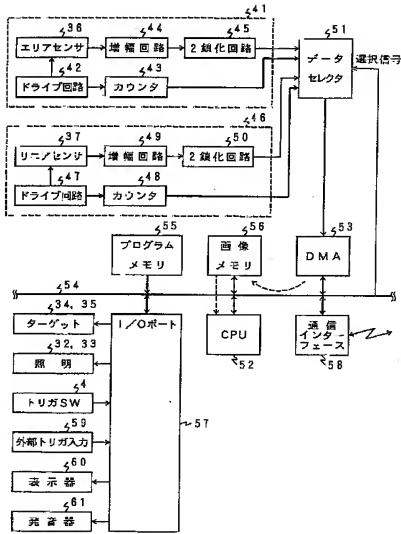 36 44 45 41
エリアセンサ 増幅回路 2鎖化回路
51
42 43
データセレクタ
選択信号
ドライブ回路 カウンタ
46
37 49 50
リニアセンサ 増幅回路 2鎖化回路
47 48
ドライブ回路 カウンタ
55 56 53
プログラムメモリ 画像メモリ DMA
54
34, 35
ターゲット I/Oポート CPU 通信インターフェース
52 58
32, 33
照明
4
トリガSW
57
59
外部トリガ入力
60
表示器
61
発音器